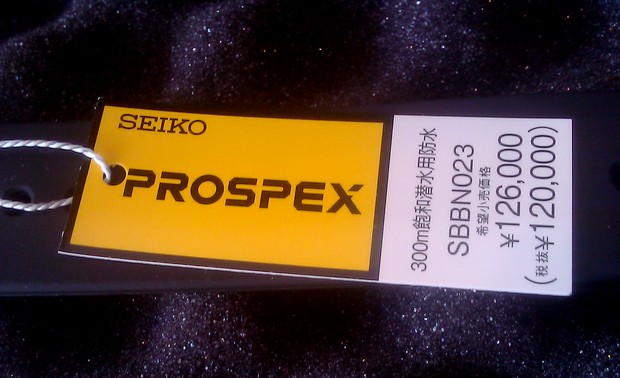 SEIKO
PROSPEX
300m飽和潜水用防水
SBBN023
希望小売価格
¥126,000
(税抜¥120,000)